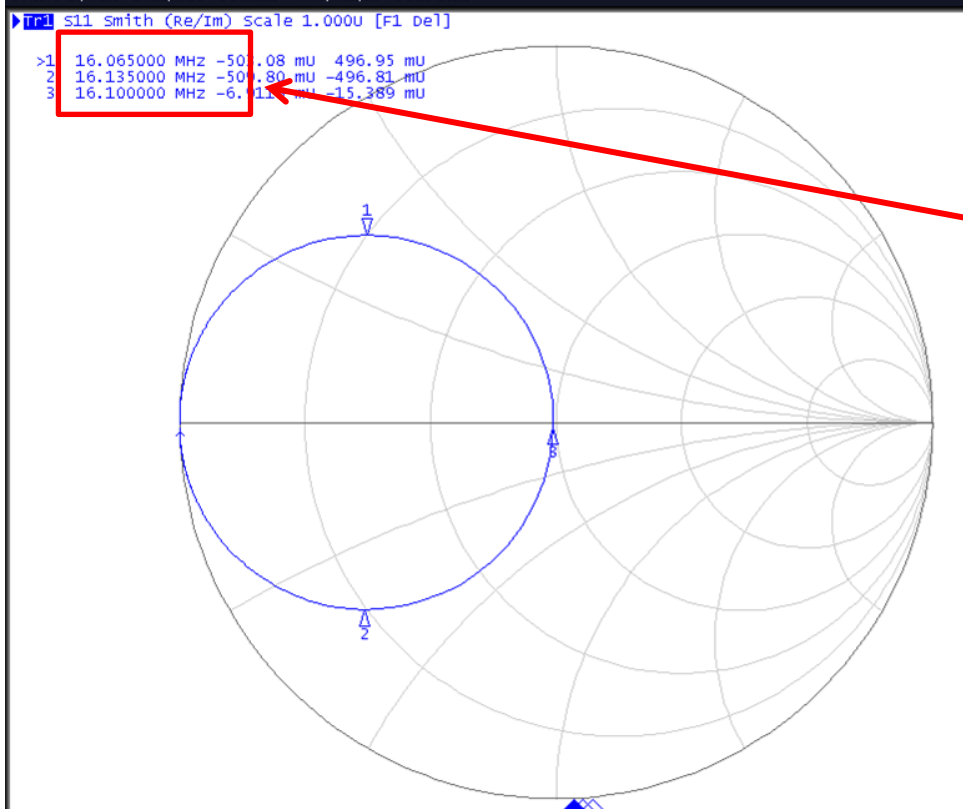 Tr1 S11 Smith (Re/Im) Scale 1.000U [F1 Del]
>1 16.065000 MHz 496.95 mU
2 16.135000 MHz mU -496.81 mU
3 16.100000 MHz -15.389 mU
1
3
2